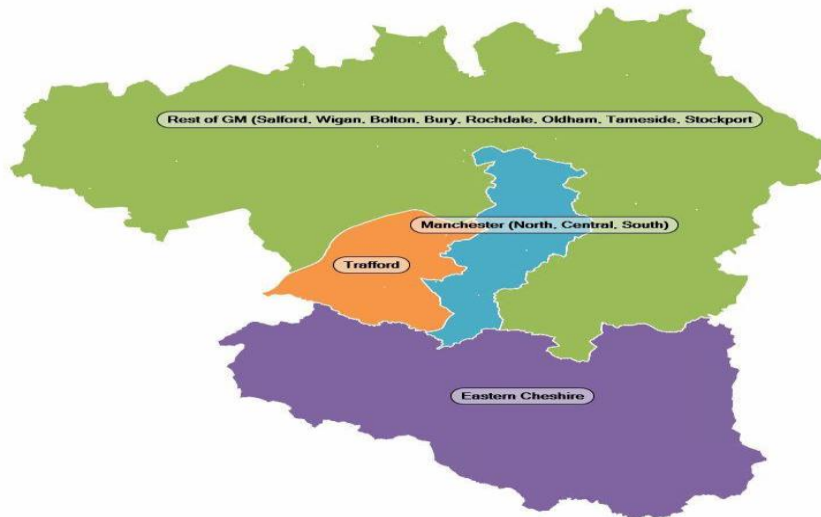 Rest of GM (Salford, Wigan, Bolton, Bury, Rochdale, Oldham, Tameside, Stockport
Manchester (North, Central, South)
Trafford
Eastern Cheshire